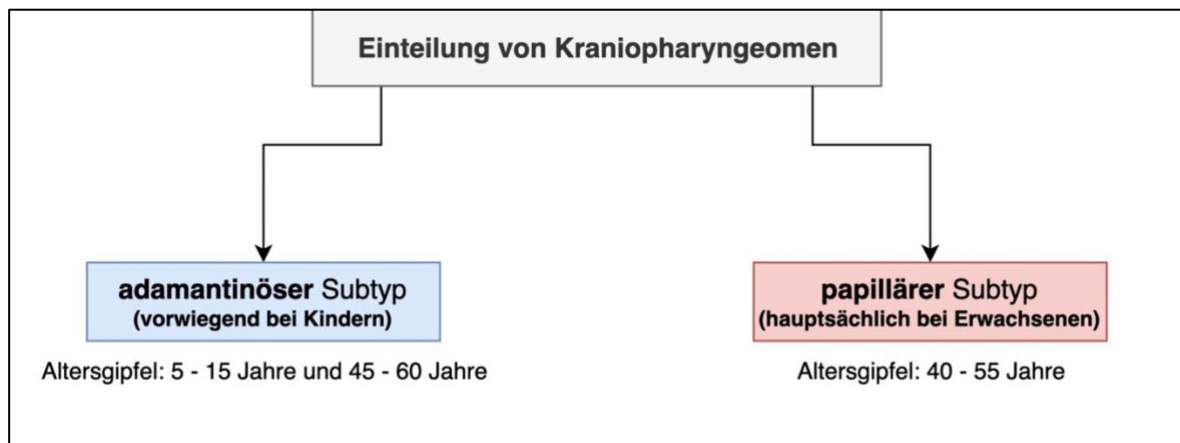 Einteilung von Kraniopharyngeomen
adamantinöser Subtyp
(vorwiegend bei Kindern)
Altersgipfel: 5 - 15 Jahre und 45 - 60 Jahre
papillärer Subtyp
(hauptsächlich bei Erwachsenen)
Altersgipfel: 40 - 55 Jahre